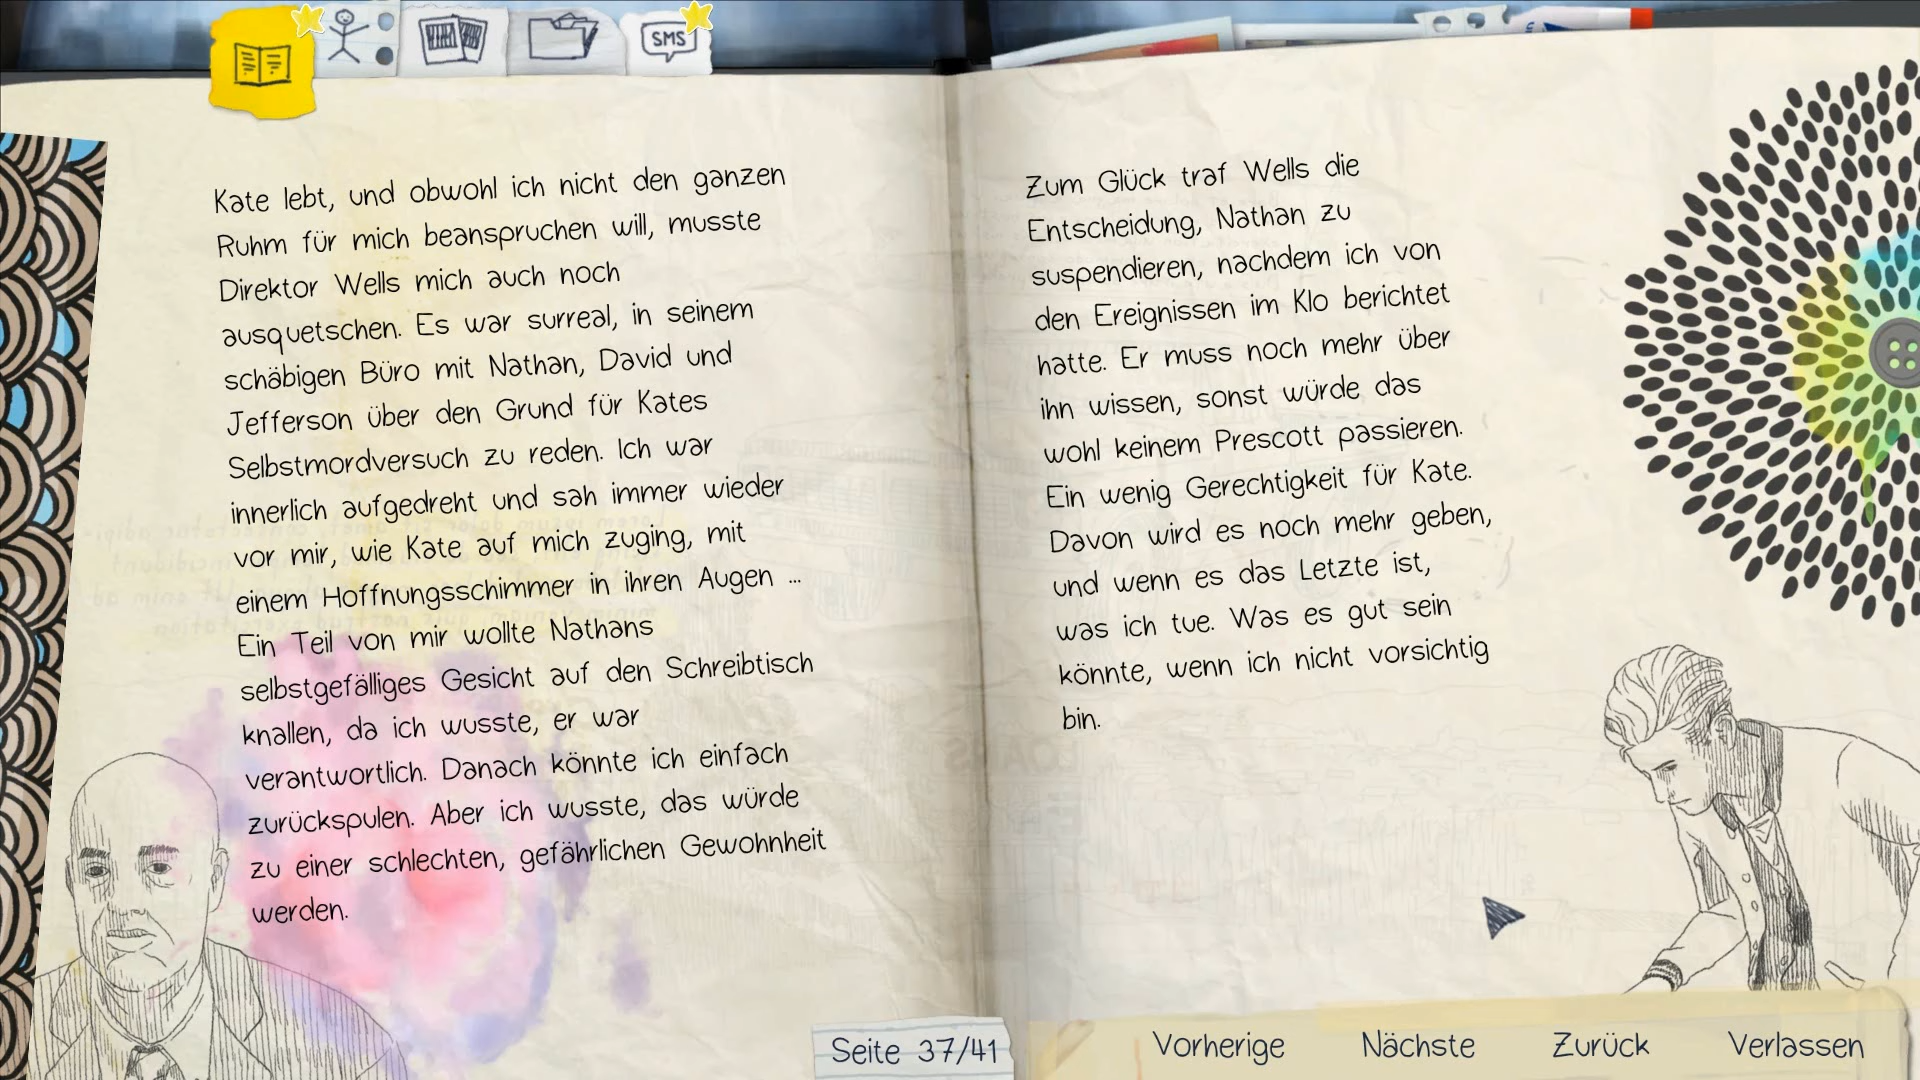 SMS
Kate lebt, und obwohl ich nicht den ganzen
Ruhm für mich beanspruchen will, musste
Direktor Wells mich auch noch
ausquetschen. Es war surreal, in seinem
schäbigen Büro mit Nathan, David und
Jefferson über den Grund für Kates
Selbstmordversuch zu reden. Ich war
innerlich aufgedreht und sah immer wieder
vor mir, wie Kate auf mich zuging, mit
einem Hoffnungsschimmer in ihren Augen ...
Ein Teil von mir wollte Nathans
selbstgefälliges Gesicht auf den Schreibtisch
knallen, da ich wusste, er war
verantwortlich. Danach könnte ich einfach
zurückspulen. Aber ich wusste, das würde
zu einer schlechten, gefährlichen Gewohnheit
werden.
Zum Glück traf Wells die
Entscheidung, Nathan zu
suspendieren, nachdem ich von
den Ereignissen im Klo berichtet
hatte. Er muss noch mehr über
ihn wissen, sonst würde das
wohl keinem Prescott passieren.
Ein wenig Gerechtigkeit für Kate.
Davon wird es noch mehr geben,
und wenn es das Letzte ist,
was ich tue. Was es gut sein
könnte, wenn ich nicht vorsichtig
bin.
Seite 37/41
Vorherige Nächste Zurück Verlassen